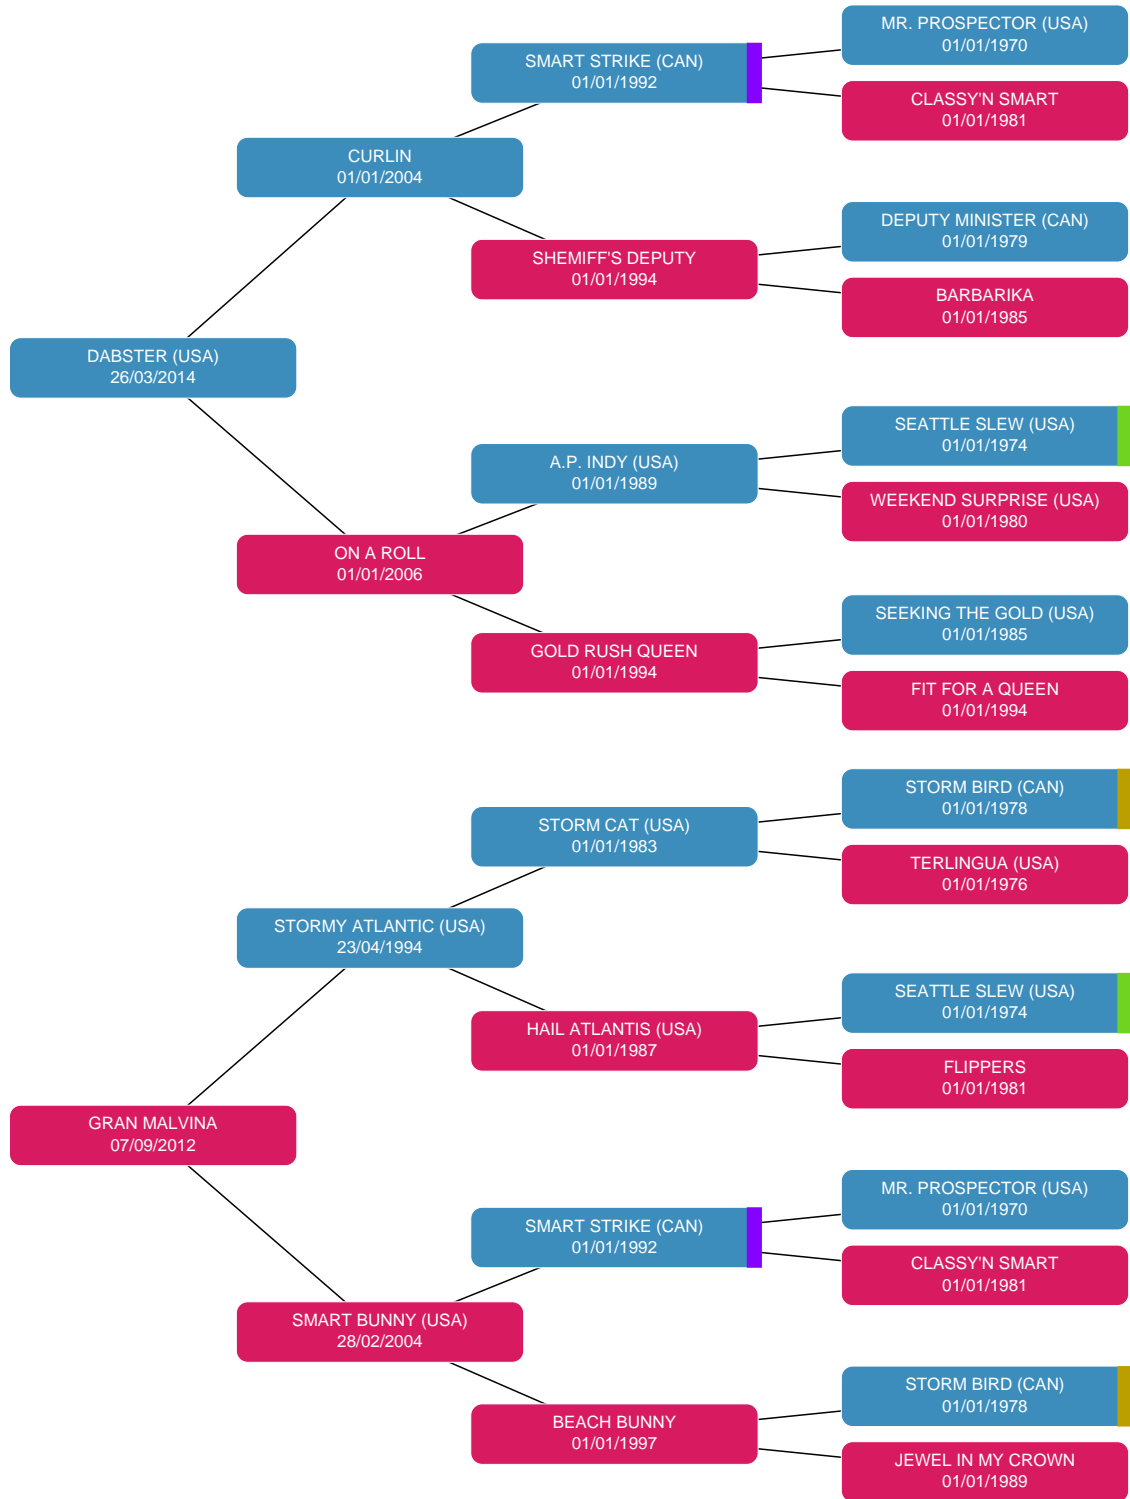 MR. PROSPECTOR (USA)
01/01/1970
SMART STRIKE (CAN)
01/01/1992
CLASSY'N SMART
01/01/1981
CURLIN
01/01/2004
DEPUTY MINISTER (CAN)
01/01/1979
SHEMIFF'S DEPUTY
01/01/1994
BARBARIKA
01/01/1985
DABSTER (USA)
26/03/2014
SEATTLE SLEW (USA)
01/01/1974
A.P. INDY (USA)
01/01/1989
WEEKEND SURPRISE (USA)
01/01/1980
ON A ROLL
01/01/2006
SEEKING THE GOLD (USA)
01/01/1985
GOLD RUSH QUEEN
01/01/1994
FIT FOR A QUEEN
01/01/1994
STORM BIRD (CAN)
01/01/1978
STORM CAT (USA)
01/01/1983
TERLINGUA (USA)
01/01/1976
STORMY ATLANTIC (USA)
23/04/1994
SEATTLE SLEW (USA)
01/01/1974
HAIL ATLANTIS (USA)
01/01/1987
FLIPPERS
01/01/1981
GRAN MALVINA
07/09/2012
MR. PROSPECTOR (USA)
01/01/1970
SMART STRIKE (CAN)
01/01/1992
CLASSY'N SMART
01/01/1981
SMART BUNNY (USA)
28/02/2004
STORM BIRD (CAN)
01/01/1978
BEACH BUNNY
01/01/1997
JEWEL IN MY CROWN
01/01/1989